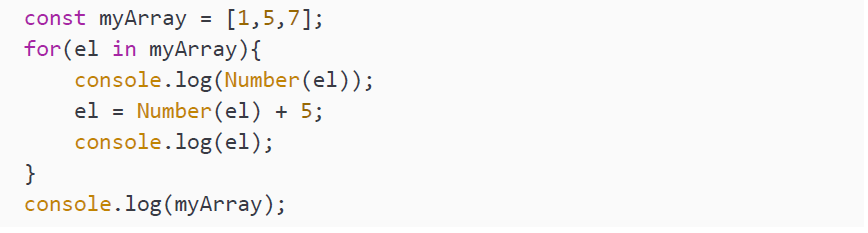 const myArray = [1,5,7];
for(el in myArray){
    console.log(Number(el));
    el = Number(el) + 5;
    console.log(el);
}
console.log(myArray);